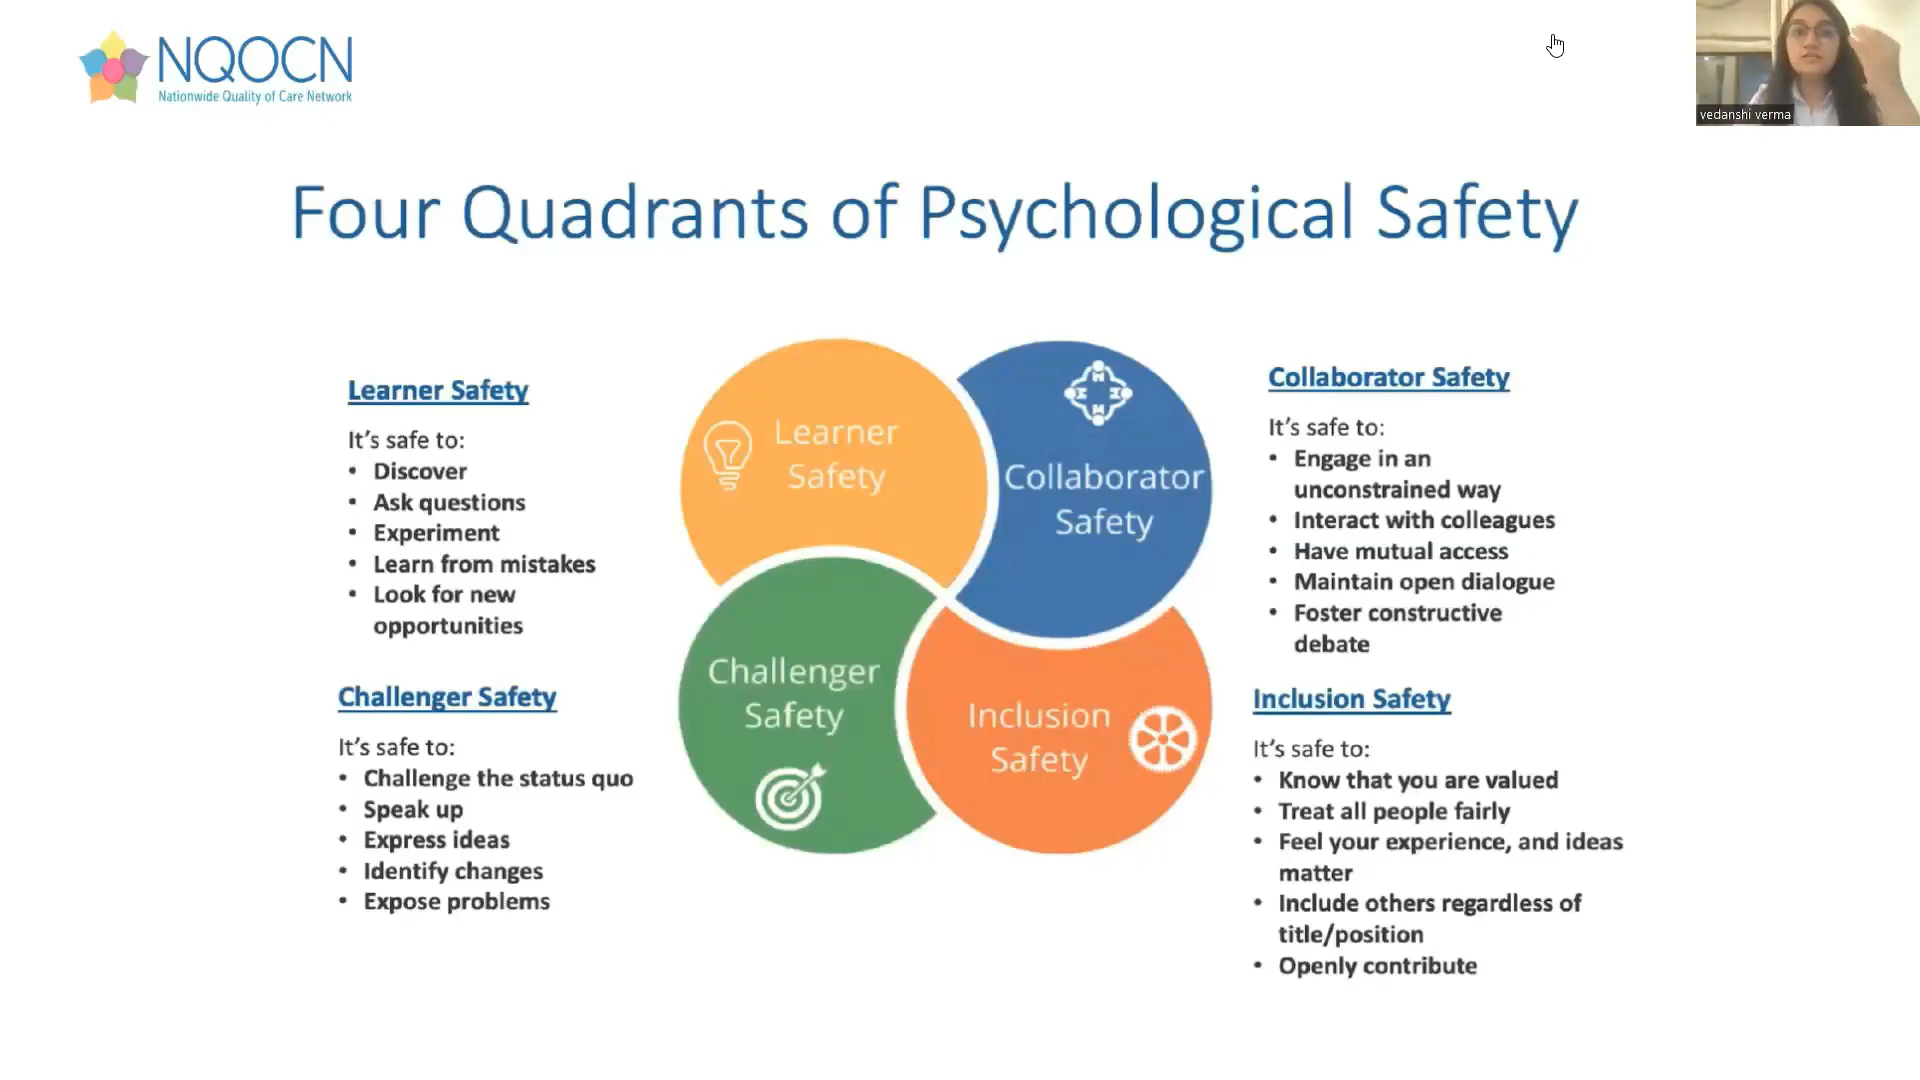 NQOCN
Nationwide Quality of Care Network
vedanshi verma
Four Quadrants of Psychological Safety
Learner Safety
It's safe to:
• Discover
• Ask questions
• Experiment
• Learn from mistakes
• Look for new
opportunities
Challenger Safety
It's safe to:
• Challenge the status quo
• Speak up
• Express ideas
• Identify changes
• Expose problems
Learner
Safety
Collaborator
Safety
Challenger
Safety
Inclusion
Safety
Collaborator Safety
It's safe to:
• Engage in an
unconstrained way
• Interact with colleagues
• Have mutual access
• Maintain open dialogue
• Foster constructive
debate
Inclusion Safety
It's safe to:
• Know that you are valued
• Treat all people fairly
• Feel your experience, and ideas
matter
• Include others regardless of
title/position
• Openly contribute